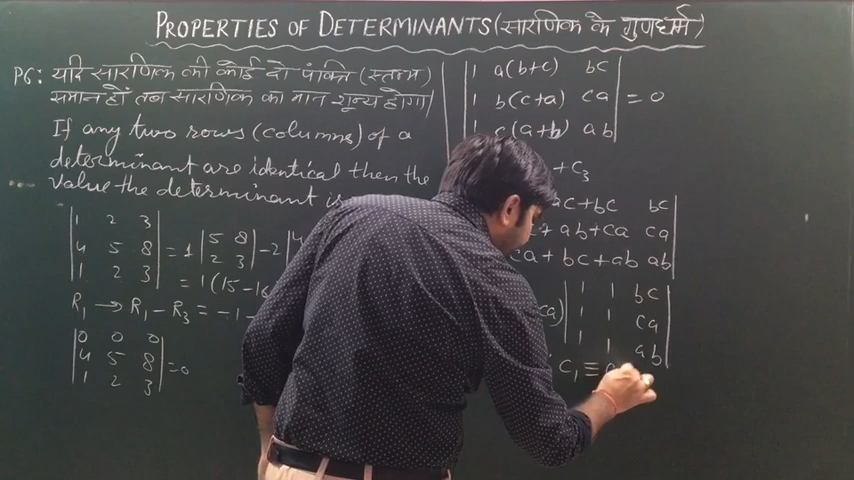 PROPERTIES OF DETERMINANTS (सारणिक के गुणधर्म)
P6: यदि सारणिक की कोई दो पंक्ति (स्तम्भ)
समान हों तब सारणिक का मान शून्य होगा।
If any two rows (columns) of a
determinant are identical then the
value the determinant is
|1 2 3|
|4 5 8| = 1 |5 8| - 2 |4
|1 2 3| |2 3|
= 1(15-16
R₁ → R₁ - R₃ = -1 -
|0 0 0|
|4 5 8| = 0
|1 2 3|
|1 a(b+c) bc|
|1 b(c+a) ca| = 0
|1 c(a+b) ab|
+ C₃
ac + bc bc|
+ ab + ca ca|
ca + bc + ab ab|
ca) |1 1 bc|
|1 1 ca|
|1 1 ab|
C₁ ≡